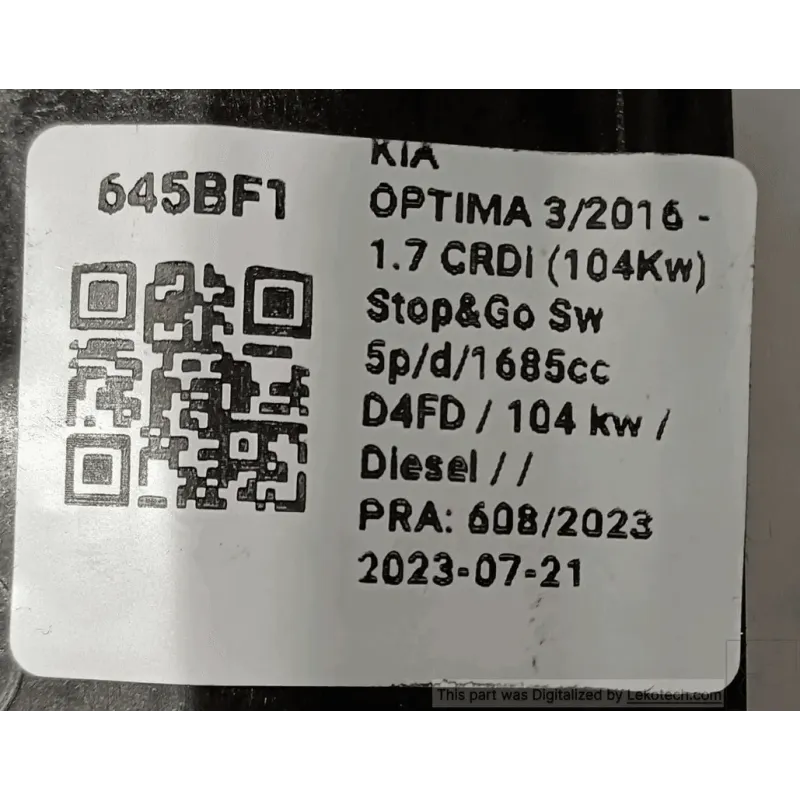 645BF1
KIA
OPTIMA 3/2016 -
1.7 CRDI (104Kw)
Stop&Go Sw
5p/d/1685cc
D4FD / 104 kw /
Diesel / /
PRA: 608/2023
2023-07-21
This part was Digitalized by Lekotech.com